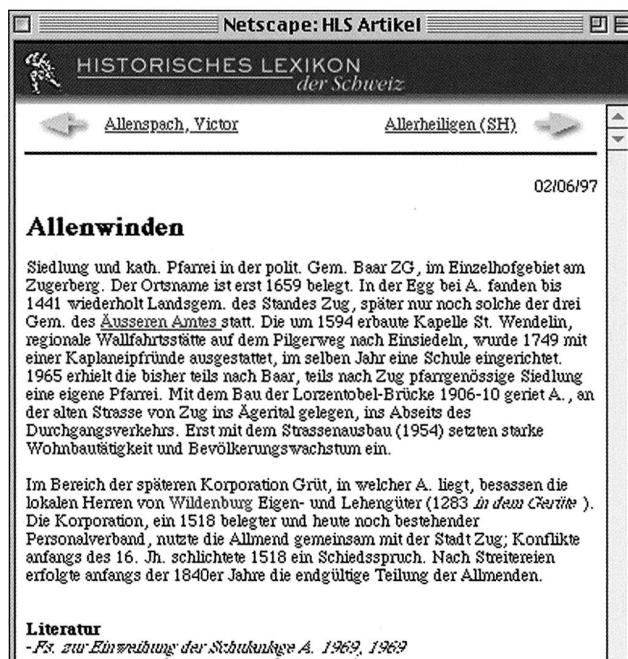 Netscape: HLS Artikel
HISTORISCHES LEXIKON
der Schweiz
Allenspach, Victor Allerheiligen (SH)
02/06/97
Allenwinden
Siedlung und kath. Pfarrei in der polit. Gem. Baar ZG, im Einzelhofgebiet am
Zugerberg. Der Ortsname ist erst 1659 belegt. In der Egg bei A. fanden bis
1441 wiederholt Landsgem. des Standes Zug, später nur noch solche der drei
Gem. des Äusseren Amtes statt. Die um 1594 erbaute Kapelle St. Wendelin,
regionale Wallfahrtsstätte auf dem Pilgerweg nach Einsiedeln, wurde 1749 mit
einer Kaplaneipfründe ausgestattet, im selben Jahr eine Schule eingerichtet.
1965 erhielt die bisher teils nach Baar, teils nach Zug pfarrgenössige Siedlung
eine eigene Pfarrei. Mit dem Bau der Lorzentobel-Brücke 1906-10 geriet A., an
der alten Strasse von Zug ins Ägerital gelegen, ins Abseits des
Durchgangsverkehrs. Erst mit dem Strassenausbau (1954) setzten starke
Wohnbautätigkeit und Bevölkerungswachstum ein.
Im Bereich der späteren Korporation Grüt, in welcher A. liegt, besassen die
lokalen Herren von Wildenburg Eigen- und Lehengüter (1283 in dem Gerüte ).
Die Korporation, ein 1518 belegter und heute noch bestehender
Personalverband, nutzte die Allmend gemeinsam mit der Stadt Zug; Konflikte
anfangs des 16. Jh. schlichtete 1518 ein Schiedsspruch. Nach Streitereien
erfolgte anfangs der 1840er Jahre die endgültige Teilung der Allmenden.
Literatur
-Fs. zur Einweihung der Schulanlage A. 1969, 1969